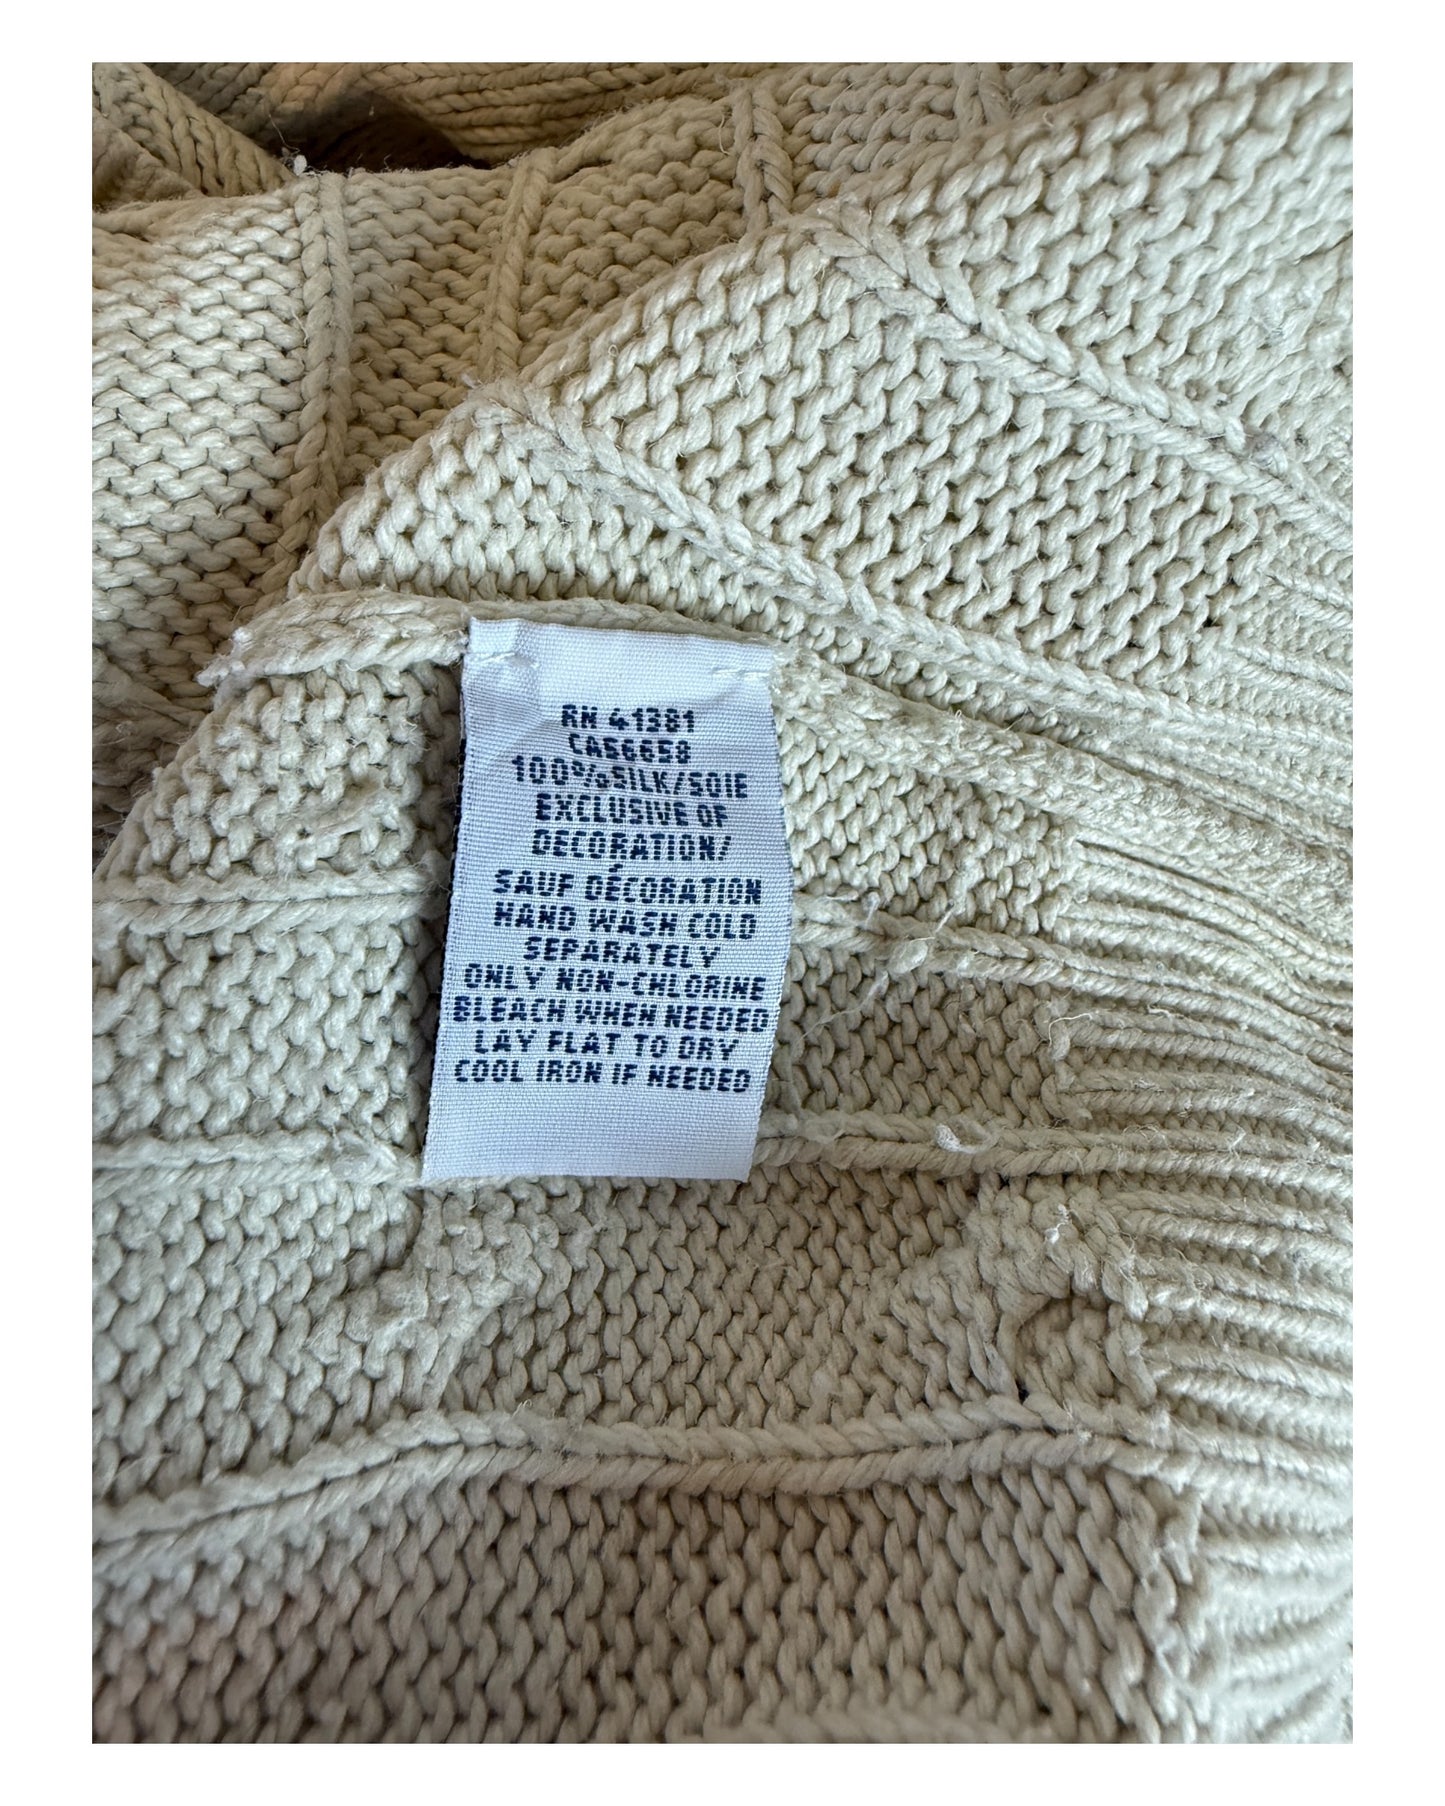 RN 41381
CA56658
100%SILK/SOIE
EXCLUSIVE OF
DECORATION/
SAUF DÉCORATION
HAND WASH COLD
SEPARATELY
ONLY NON-CHLORINE
BLEACH WHEN NEEDED
LAY FLAT TO DRY
COOL IRON IF NEEDED